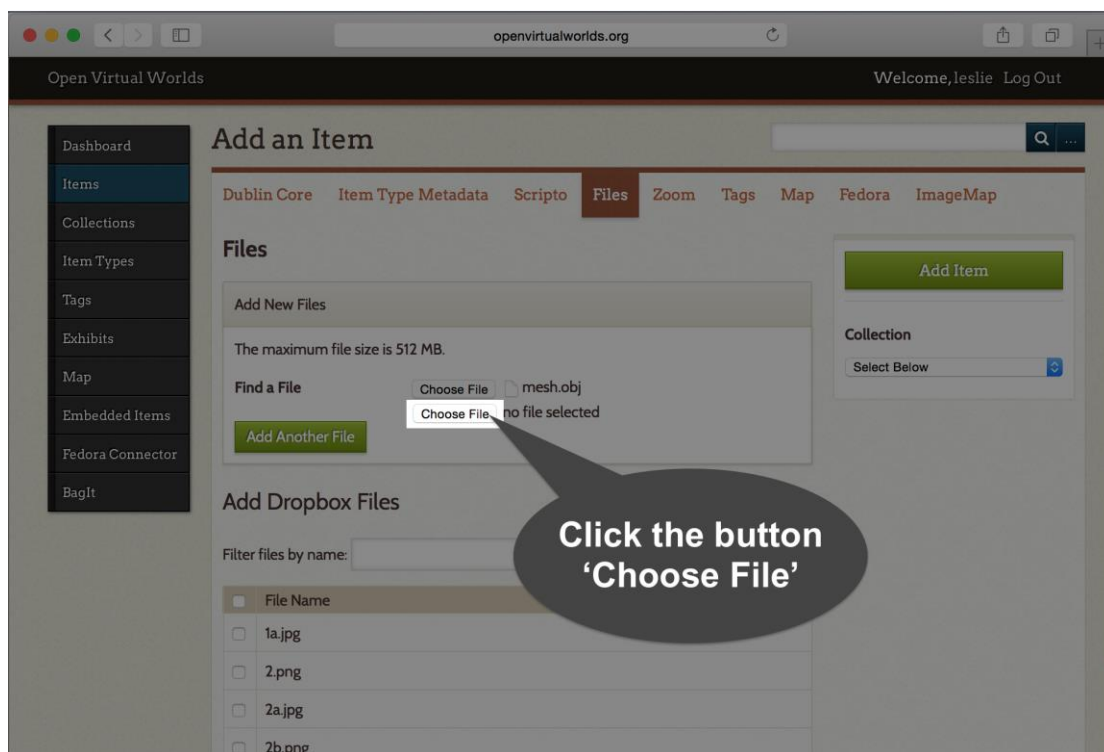 openvirtualworlds.org
Open Virtual Worlds
Welcome, leslie Log Out
Dashboard
Items
Collections
Item Types
Tags
Exhibits
Map
Embedded Items
Fedora Connector
BagIt
Add an Item
...
Dublin Core Item Type Metadata Scripto Files Zoom Tags Map Fedora ImageMap
Files
Add New Files
The maximum file size is 512 MB.
Find a File
Choose File mesh.obj
Choose File no file selected
Add Another File
Add Item
Collection
Select Below
Click the button
‘Choose File’
Add Dropbox Files
Filter files by name:
File Name
1a.jpg
2.png
2a.jpg
2b.png